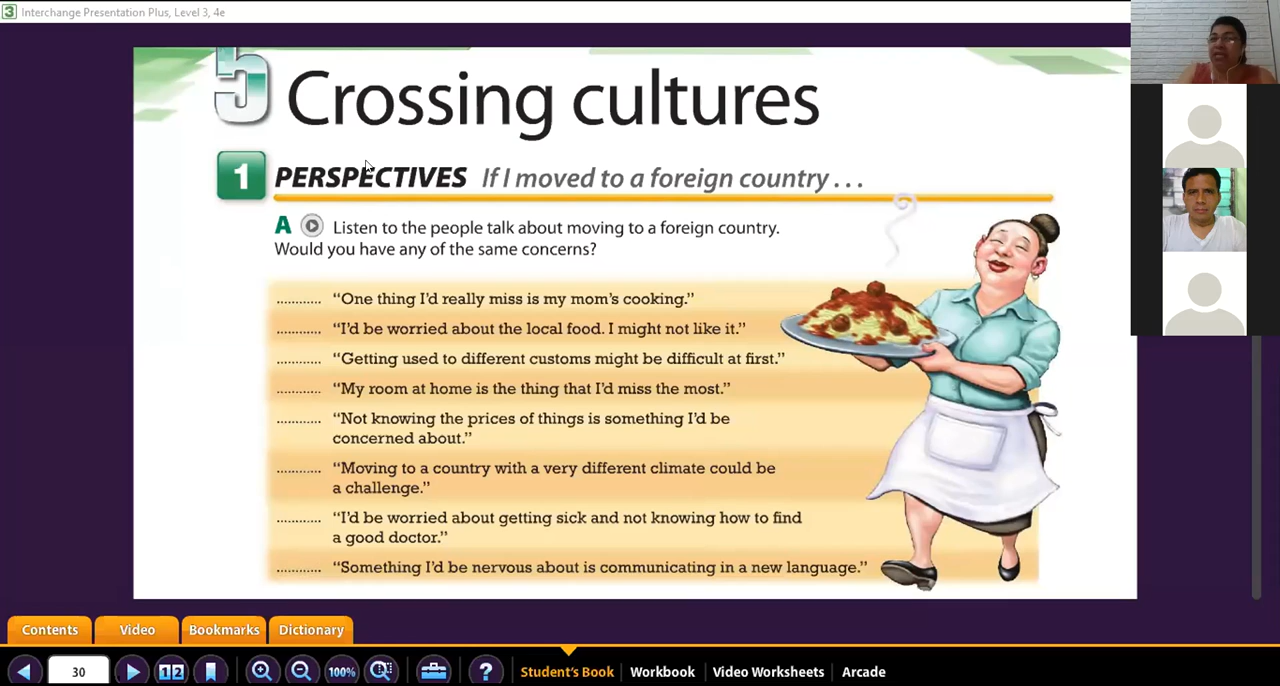 3 Interchange Presentation Plus, Level 3, 4e
5 Crossing cultures
1 PERSPECTIVES If I moved to a foreign country . . .
A Listen to the people talk about moving to a foreign country.
Would you have any of the same concerns?
............ “One thing I’d really miss is my mom’s cooking.”
............ “I’d be worried about the local food. I might not like it.”
............ “Getting used to different customs might be difficult at first.”
............ “My room at home is the thing that I’d miss the most.”
............ “Not knowing the prices of things is something I’d be
concerned about.”
............ “Moving to a country with a very different climate could be
a challenge.”
............ “I’d be worried about getting sick and not knowing how to find
a good doctor.”
............ “Something I’d be nervous about is communicating in a new language.”
Contents Video Bookmarks Dictionary
30 12 100% ? Student's Book Workbook Video Worksheets Arcade